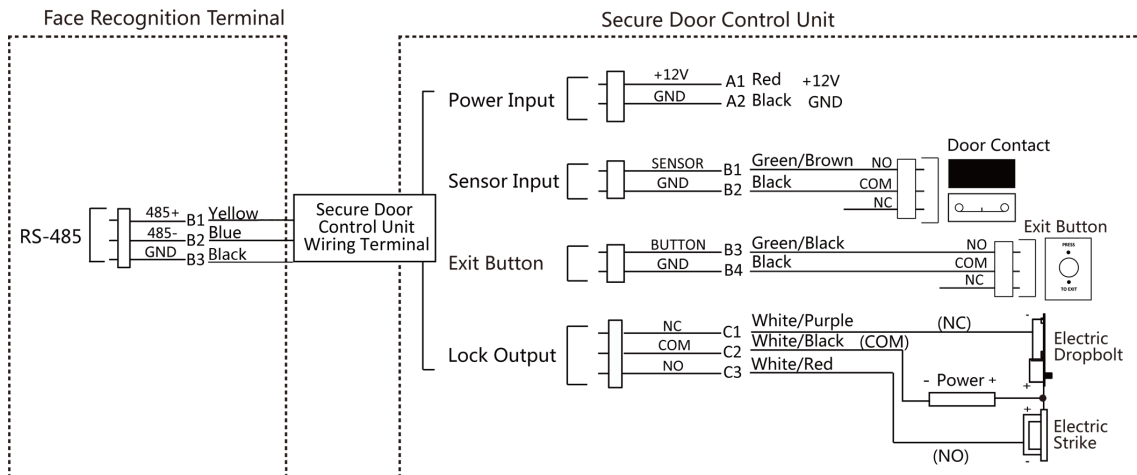 Face Recognition Terminal
Secure Door Control Unit
RS-485
485+ B1 Yellow
485- B2 Blue
GND B3 Black
Secure Door
Control Unit
Wiring Terminal
Power Input
+12V A1 Red +12V
GND A2 Black GND
Sensor Input
SENSOR B1 Green/Brown NO
GND B2 Black COM
NC
Door Contact
Exit Button
BUTTON B3 Green/Black NO
GND B4 Black COM
NC
Exit Button
PRESS
TO EXIT
Lock Output
NC C1 White/Purple (NC)
COM C2 White/Black (COM)
NO C3 White/Red
-
Electric
Dropbolt
+
- Power +
+
Electric
Strike
-
(NO)